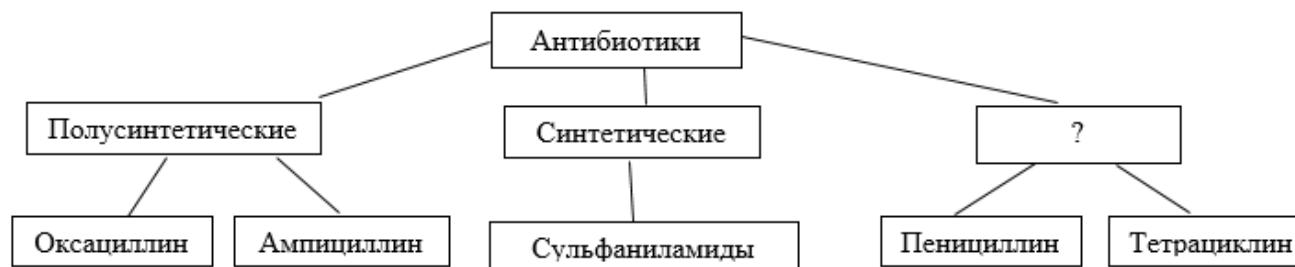 Антибиотики
Полусинтетические
Синтетические
?
Оксациллин
Ампициллин
Сульфаниламиды
Пенициллин
Тетрациклин